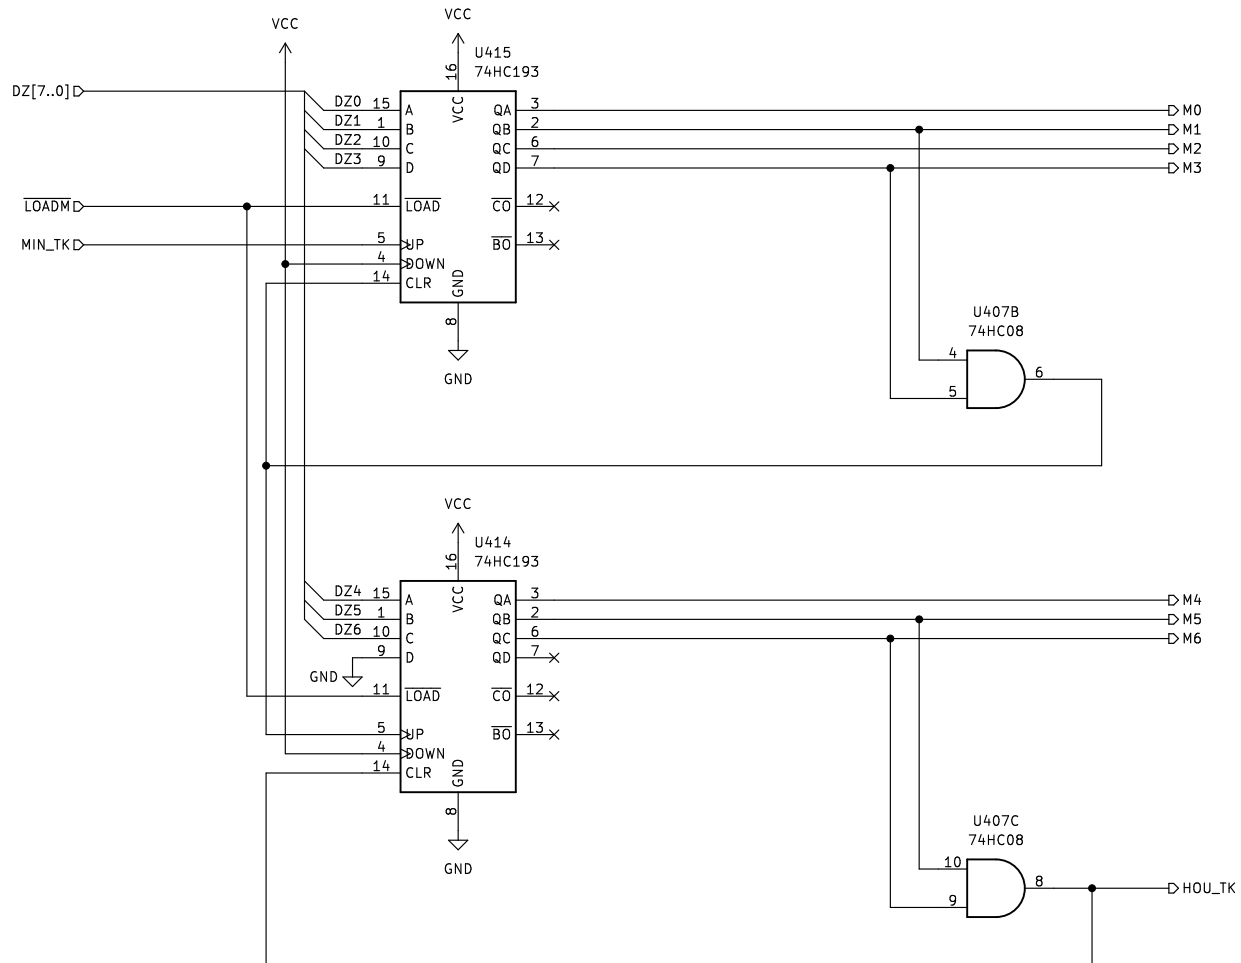 VCC
VCC
U415
74HC193
DZ[7..0]
DZ0 15 A
DZ1 1 B
DZ2 10 C
DZ3 9 D
16
VCC
QA 3
QB 2
QC 6
QD 7
M0
M1
M2
M3
LOADM
11 LOAD
CO 12
MIN_TK
5 UP
BO 13
4 DOWN
14 CLR
GND
8
GND
U407B
74HC08
4
5
6
VCC
U414
74HC193
16
VCC
DZ4 15 A
DZ5 1 B
DZ6 10 C
9 D
GND
QA 3
QB 2
QC 6
QD 7
M4
M5
M6
11 LOAD
CO 12
5 UP
BO 13
4 DOWN
14 CLR
GND
8
GND
U407C
74HC08
10
9
8
HOU_TK